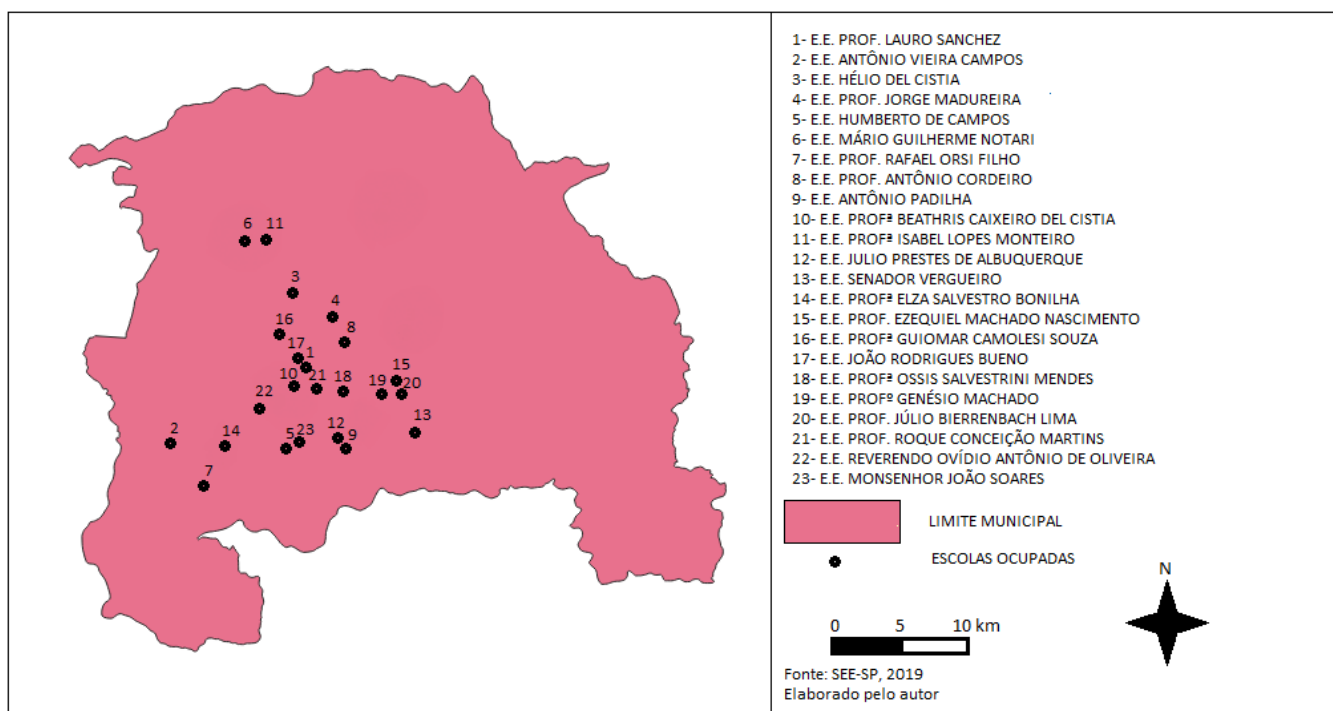 6 11
3
4
16
8
17
1
15
10 21 18 19 20
22
13
12
2 14 5 23 9
7
1- E.E. PROF. LAURO SANCHEZ
2- E.E. ANTÔNIO VIEIRA CAMPOS
3- E.E. HÉLIO DEL CISTIA
4- E.E. PROF. JORGE MADUREIRA
5- E.E. HUMBERTO DE CAMPOS
6- E.E. MÁRIO GUILHERME NOTARI
7- E.E. PROF. RAFAEL ORSI FILHO
8- E.E. PROF. ANTÔNIO CORDEIRO
9- E.E. ANTÔNIO PADILHA
10- E.E. PROFª BEATHRIS CAIXEIRO DEL CISTIA
11- E.E. PROFª ISABEL LOPES MONTEIRO
12- E.E. JULIO PRESTES DE ALBUQUERQUE
13- E.E. SENADOR VERGUEIRO
14- E.E. PROFª ELZA SALVESTRO BONILHA
15- E.E. PROF. EZEQUIEL MACHADO NASCIMENTO
16- E.E. PROFª GUIOMAR CAMOLESI SOUZA
17- E.E. JOÃO RODRIGUES BUENO
18- E.E. PROFª OSSIS SALVESTRINI MENDES
19- E.E. PROFº GENÉSIO MACHADO
20- E.E. PROF. JÚLIO BIERRENBACH LIMA
21- E.E. PROF. ROQUE CONCEIÇÃO MARTINS
22- E.E. REVERENDO OVÍDIO ANTÔNIO DE OLIVEIRA
23- E.E. MONSENHOR JOÃO SOARES
LIMITE MUNICIPAL
ESCOLAS OCUPADAS
N
0 5 10 km
Fonte: SEE-SP, 2019
Elaborado pelo autor